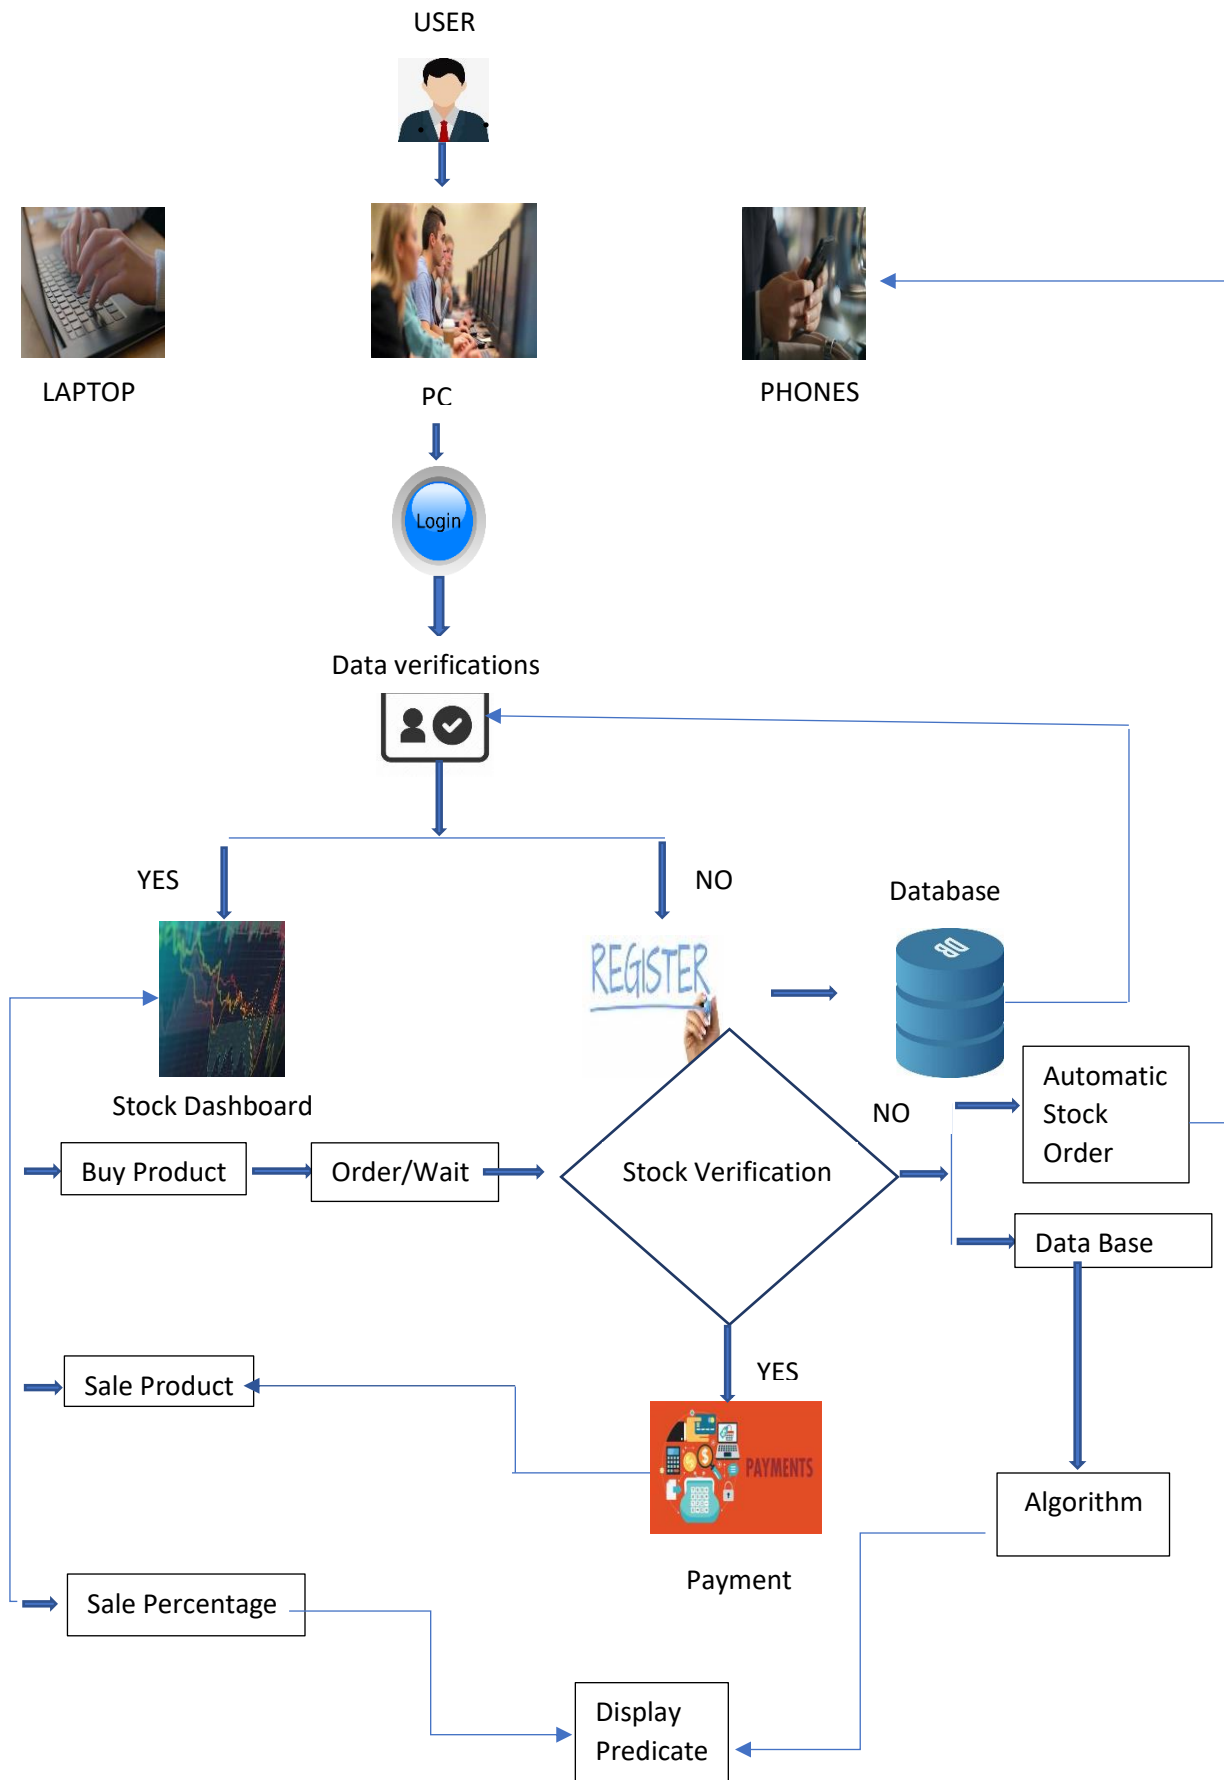 USER
LAPTOP
PC
PHONES
Login
Data verifications
YES
NO
Database
REGISTER
DB
Stock Dashboard
NO
Automatic
Stock
Order
Buy Product
Order/Wait
Stock Verification
Data Base
Sale Product
YES
PAYMENTS
Payment
Algorithm
Sale Percentage
Display
Predicate